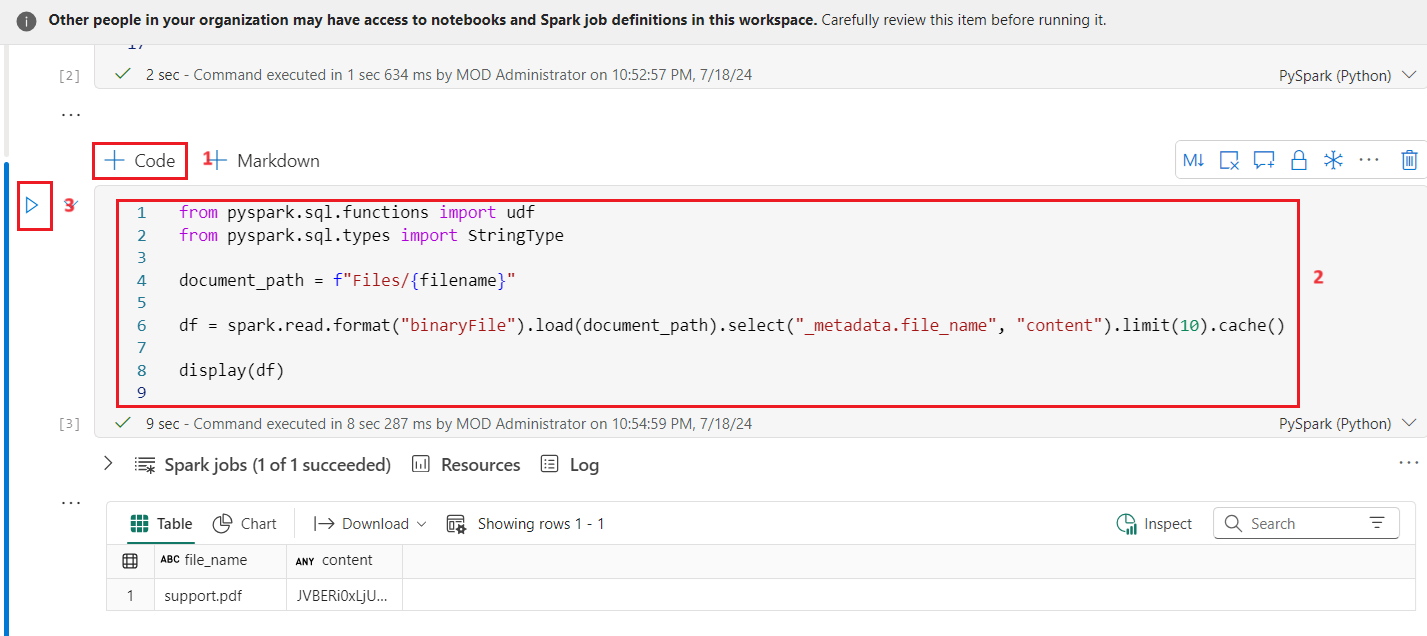 Other people in your organization may have access to notebooks and Spark job definitions in this workspace. Carefully review this item before running it.
17
[2] 2 sec - Command executed in 1 sec 634 ms by MOD Administrator on 10:52:57 PM, 7/18/24 PySpark (Python)
...
+ Code 1 + Markdown M↓ ...
3
1 from pyspark.sql.functions import udf
2 from pyspark.sql.types import StringType
3
4 document_path = f"Files/{filename}"
2
5
6 df = spark.read.format("binaryFile").load(document_path).select("_metadata.file_name", "content").limit(10).cache()
7
8 display(df)
9
[3] 9 sec - Command executed in 8 sec 287 ms by MOD Administrator on 10:54:59 PM, 7/18/24 PySpark (Python)
Spark jobs (1 of 1 succeeded) Resources Log ...
...
Table Chart Download Showing rows 1 - 1 Inspect Search
ABC file_name ANY content
1 support.pdf JVBERi0xLjU...